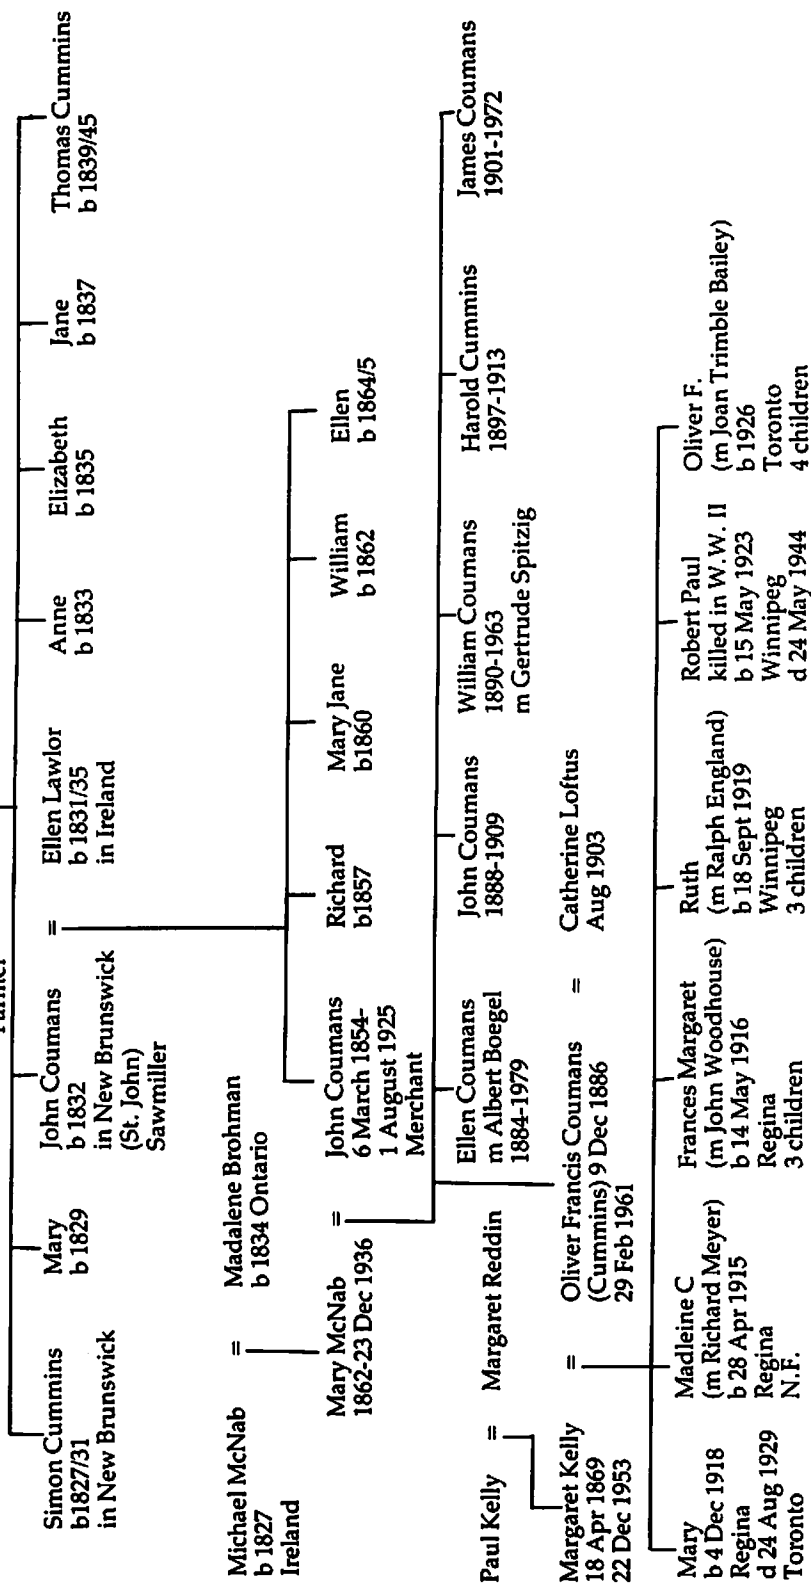 Farmer
Simon Cummins
b1827/31
in New Brunswick
Mary
b 1829
John Coumans
b 1832
in New Brunswick
(St. John)
Sawmiller
=
Ellen Lawlor
b 1831/35
in Ireland
Anne
b 1833
Elizabeth
b 1835
Jane
b 1837
Thomas Cummins
b 1839/45
Michael McNab
b 1827
Ireland
=
Madalene Brohman
b 1834 Ontario
Mary McNab
1862-23 Dec 1936
=
John Coumans
6 March 1854-
1 August 1925
Merchant
Richard
b1857
Mary Jane
b1860
William
b 1862
Ellen
b 1864/5
Ellen Coumans
m Albert Boegel
1884-1979
John Coumans
1888-1909
William Coumans
1890-1963
m Gertrude Spitzig
Harold Cummins
1897-1913
James Coumans
1901-1972
Paul Kelly
=
Margaret Reddin
Margaret Kelly
18 Apr 1869
22 Dec 1953
=
Oliver Francis Coumans
(Cummins) 9 Dec 1886
29 Feb 1961
=
Catherine Loftus
Aug 1903
Mary
b 4 Dec 1918
Regina
d 24 Aug 1929
Toronto
Madleine C
(m Richard Meyer)
b 28 Apr 1915
Regina
N.F.
Frances Margaret
(m John Woodhouse)
b 14 May 1916
Regina
3 children
Ruth
(m Ralph England)
b 18 Sept 1919
Winnipeg
3 children
Robert Paul
killed in W.W. II
b 15 May 1923
Winnipeg
d 24 May 1944
Oliver F.
(m Joan Trimble Bailey)
b 1926
Toronto
4 children